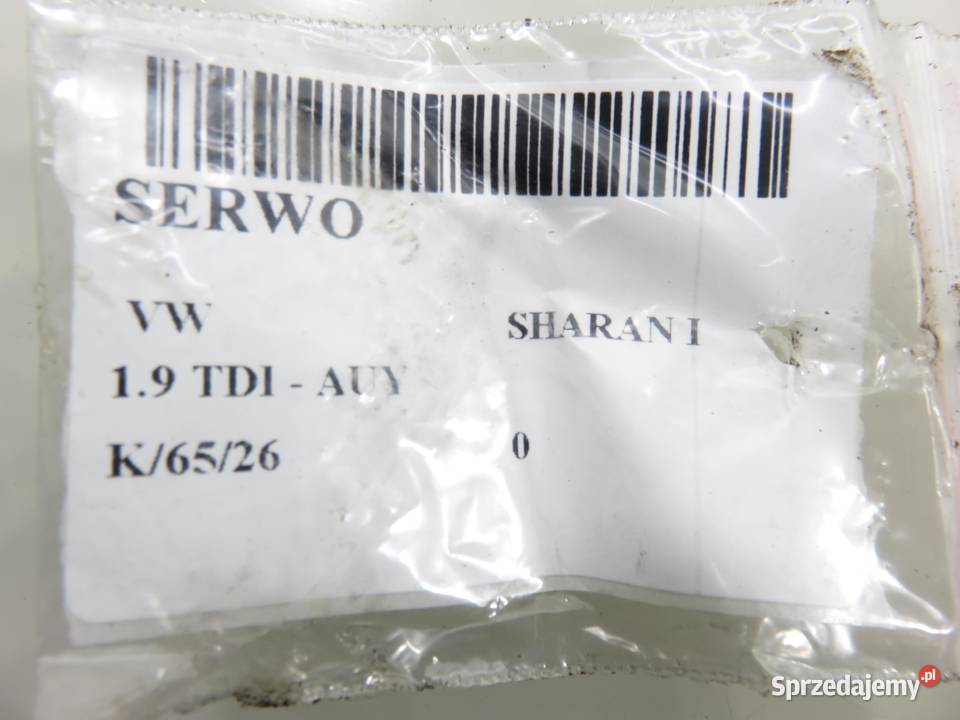 SERWO
VW SHARAN I
1.9 TDI - AUY
K/65/26 0
Sprzedajemy.pl